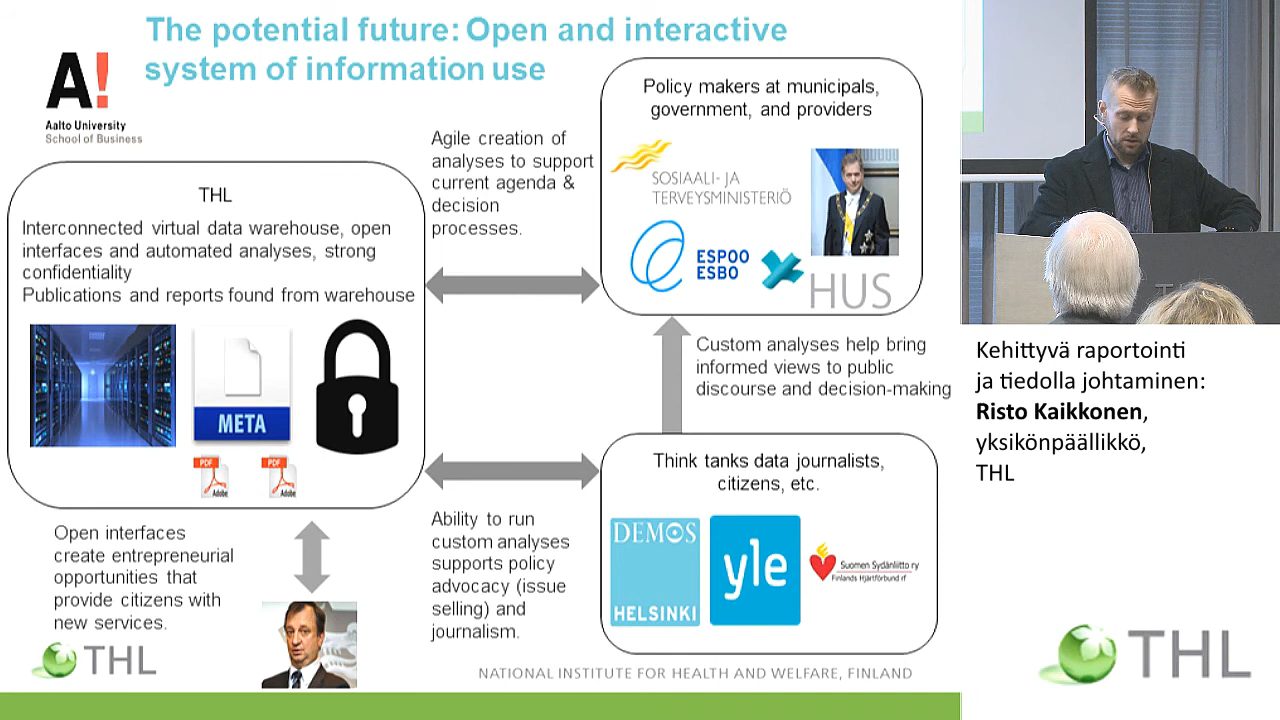 The potential future: Open and interactive
system of information use
A!
Aalto University
School of Business
THL
Interconnected virtual data warehouse, open
interfaces and automated analyses, strong
confidentiality
Publications and reports found from warehouse
META
PDF
Adobe
PDF
Adobe
Agile creation of
analyses to support
current agenda &
decision
processes.
Policy makers at municipals,
government, and providers
SOSIAALI- JA
TERVEYSMINISTERIÖ
ESPOO
ESBO
HUS
Custom analyses help bring
informed views to public
discourse and decision-making
Think tanks data journalists,
citizens, etc.
DEMOS
HELSINKI
yle
Suomen Sydänliitto ry
Finlands Hjärtförbund rf
Ability to run
custom analyses
supports policy
advocacy (issue
selling) and
journalism.
Open interfaces
create entrepreneurial
opportunities that
provide citizens with
new services.
THL
NATIONAL INSTITUTE FOR HEALTH AND WELFARE, FINLAND
THL
Kehittyvä raportointi
ja tiedolla johtaminen:
Risto Kaikkonen,
yksikönpäällikkö,
THL
THL